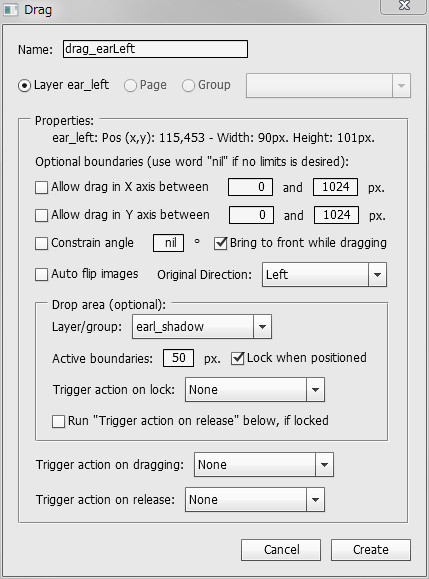 Drag
Name: drag_earLeft
Layer ear_left Page Group
Properties:
ear_left: Pos (x,y): 115,453 - Width: 90px. Height: 101px.
Optional boundaries (use word "nil" if no limits is desired):
Allow drag in X axis between 0 and 1024 px.
Allow drag in Y axis between 0 and 1024 px.
Constrain angle nil º Bring to front while dragging
Auto flip images Original Direction: Left
Drop area (optional):
Layer/group: earl_shadow
Active boundaries: 50 px. Lock when positioned
Trigger action on lock: None
Run "Trigger action on release" below, if locked
Trigger action on dragging: None
Trigger action on release: None
Cancel Create